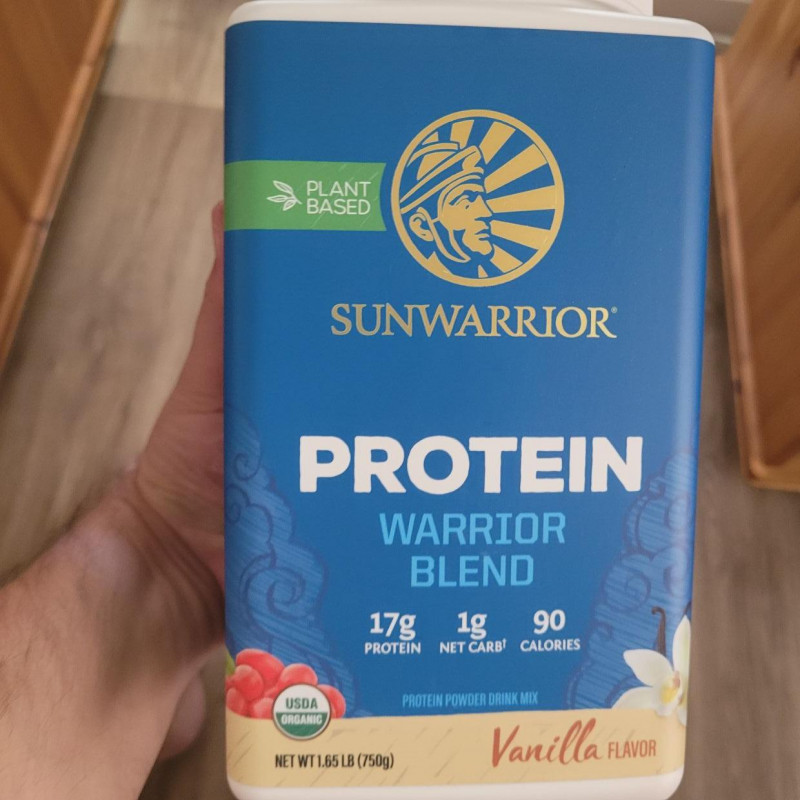 PLANT
BASED
SUNWARRIOR®
PROTEIN
WARRIOR
BLEND
17g 1g 90
PROTEIN NET CARB† CALORIES
PROTEIN POWDER DRINK MIX
USDA
ORGANIC
Vanilla FLAVOR
NET WT 1.65 LB (750g)